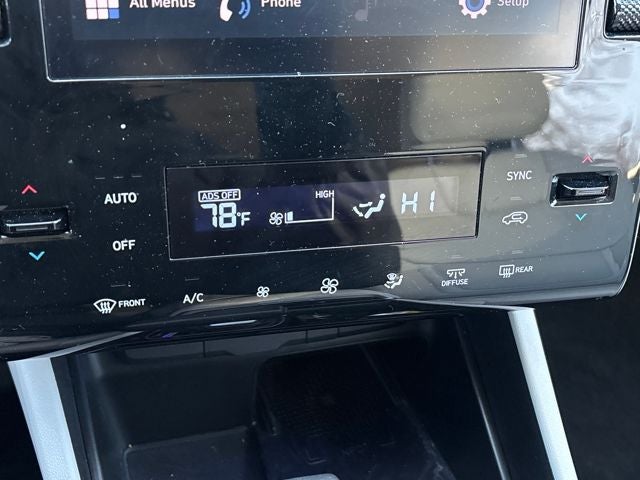 All Menus Phone Setup
AUTO ADS OFF HIGH SYNC
78°F HI
OFF
FRONT A/C DIFFUSE REAR